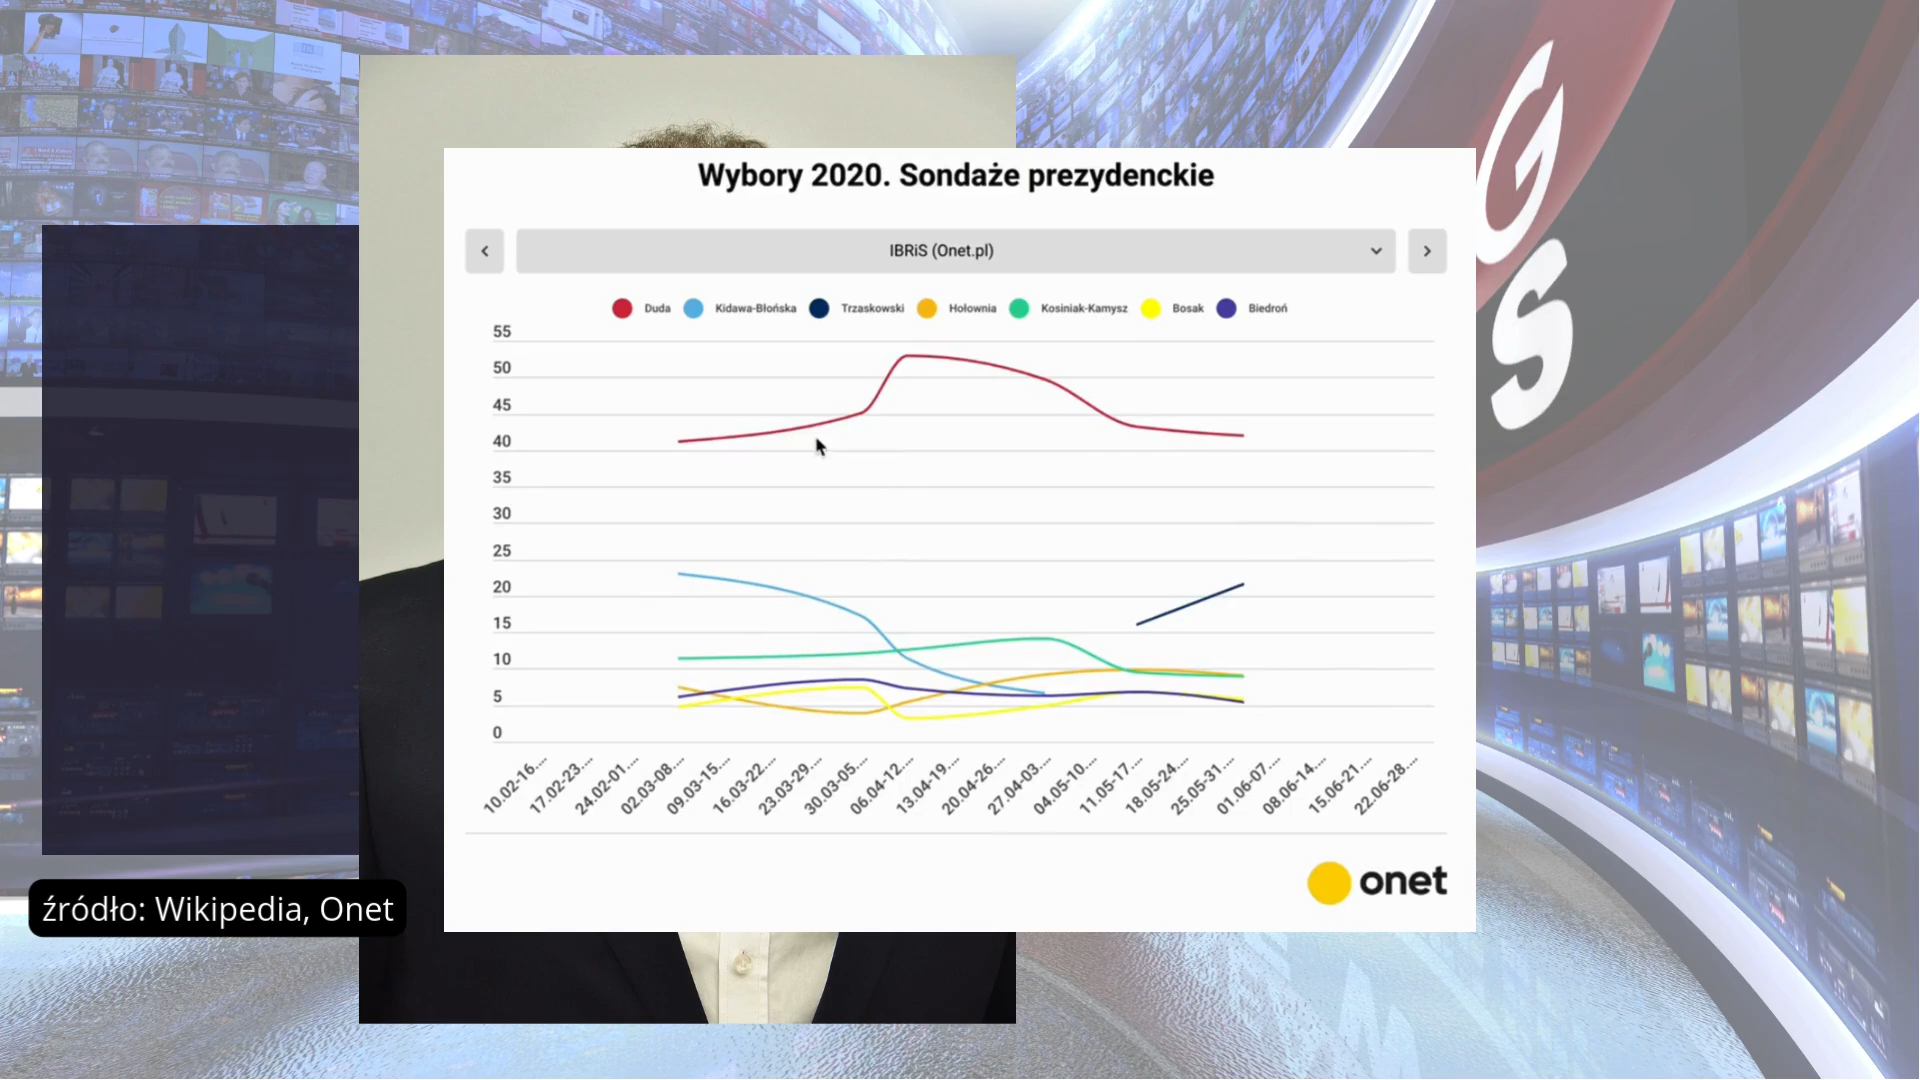 Wybory 2020. Sondaże prezydenckie
IBRiS (Onet.pl)
Duda Kidawa-Błońska Trzaskowski Hołownia Kosiniak-Kamysz Bosak Biedroń
55
50
45
40
35
30
25
20
15
10
5
0
10.02-16.... 17.02-23.... 24.02-01.... 02.03-08.... 09.03-15.... 16.03-22.... 23.03-29.... 30.03-05.... 06.04-12.... 13.04-19.... 20.04-26.... 27.04-03.... 04.05-10.... 11.05-17.... 18.05-24.... 25.05-31.... 01.06-07.... 08.06-14.... 15.06-21.... 22.06-28....
onet
źródło: Wikipedia, Onet
G
S